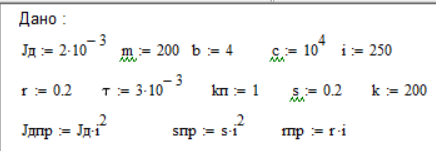 Дано :
Jд := 2·10^-3 m := 200 b := 4 c := 10^4 i := 250
r := 0.2 т := 3·10^-3 kп := 1 s := 0.2 k := 200
Jдпр := Jд·i^2 sпр := s·i^2 rпр := r·i